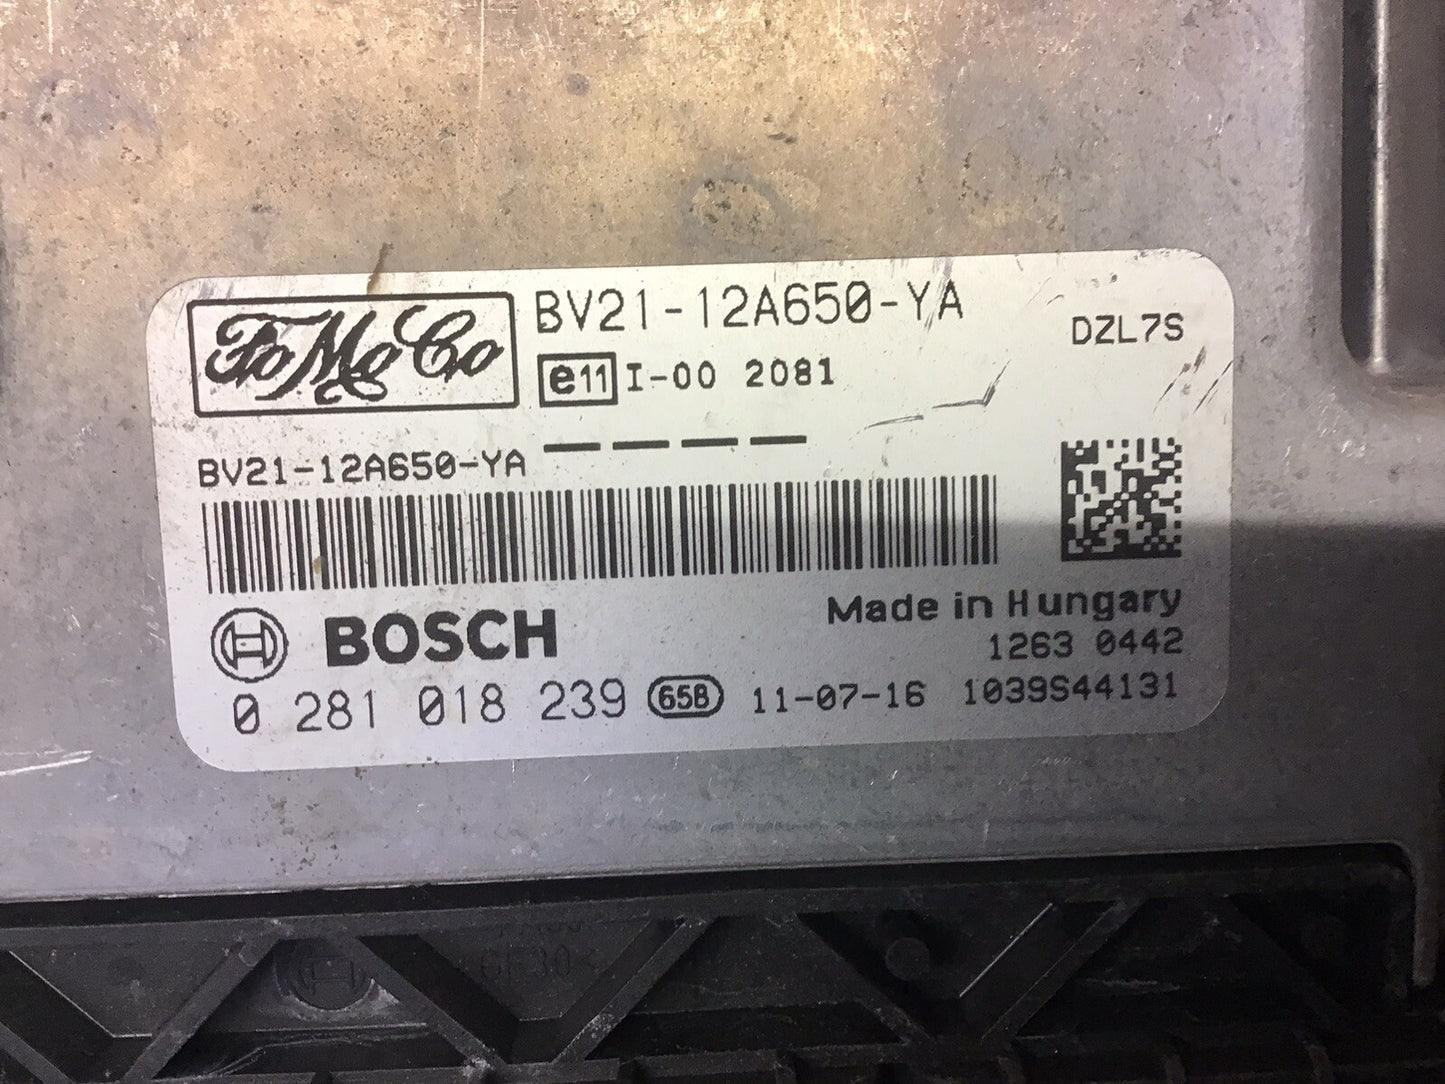 FoMoCo
BV21-12A650-YA
DZL7S
e11 I-00 2081
BV21-12A650-YA
BOSCH
Made in Hungary
1263 0442
0 281 018 239 65B 11-07-16 1039S44131
GF30<